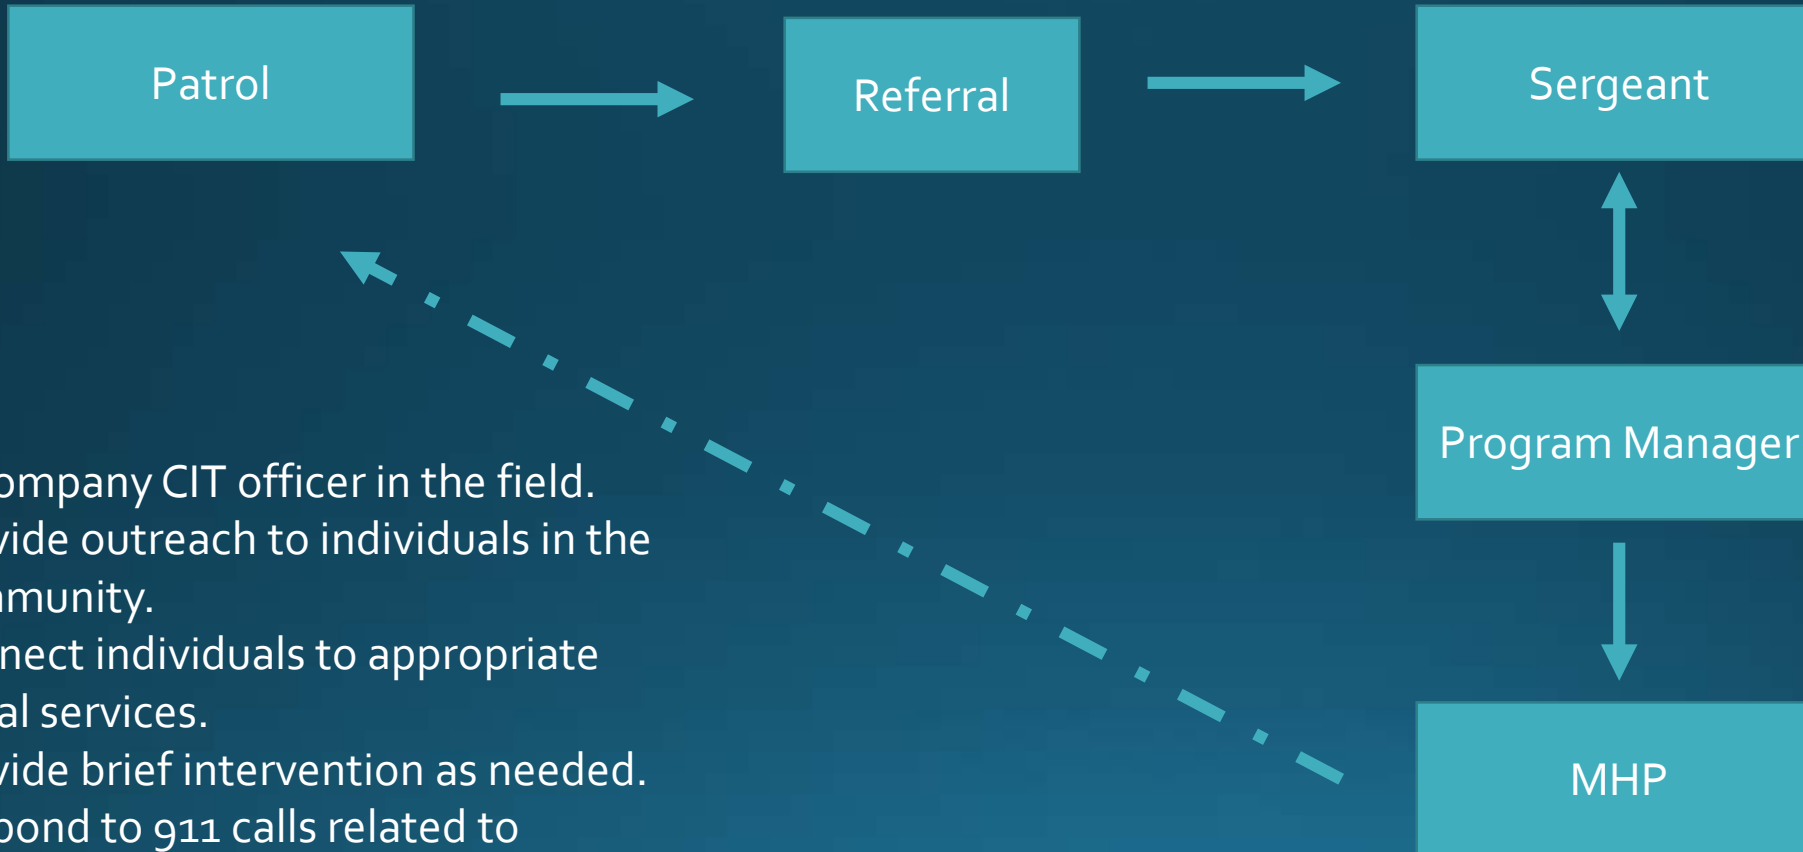 Patrol
Referral
Sergeant
Program Manager
MHP
ompany CIT officer in the field.
vide outreach to individuals in the
munity.
nect individuals to appropriate
al services.
vide brief intervention as needed.
pond to 911 calls related to